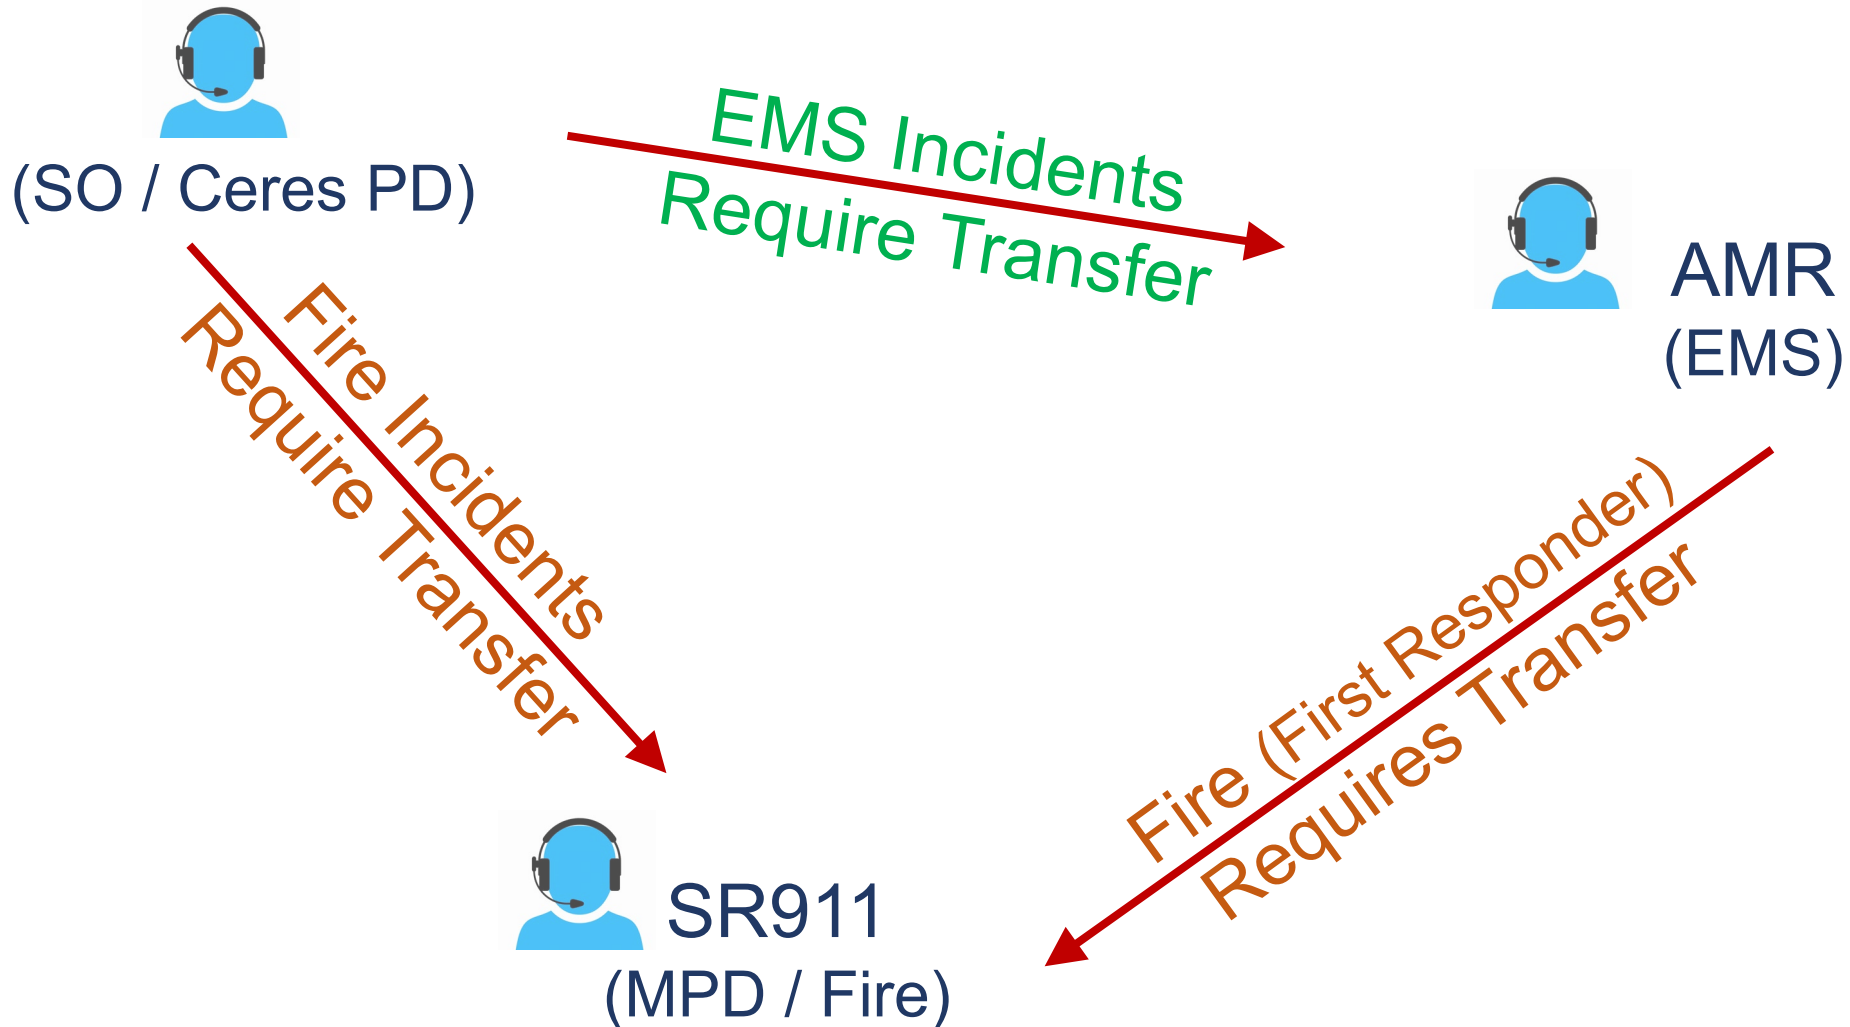 (SO / Ceres PD)
EMS Incidents
Require Transfer
AMR
(EMS)
Fire Incidents
Require Transfer
Fire (First Responder)
Requires Transfer
SR911
(MPD / Fire)